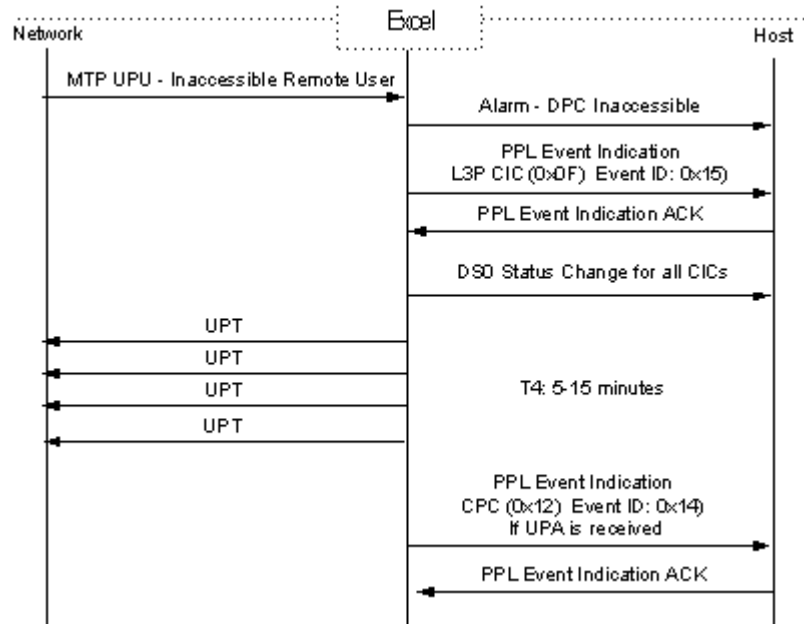 Excel
Network
Host
MTP UPU - Inaccessible Remote User
Alarm - DPC Inaccessible
PPL Event Indication
L3P CIC (0x0F) Event ID: 0x15)
PPL Event Indication ACK
DS0 Status Change for all CICs
UPT
UPT
UPT
T4: 5-15 minutes
UPT
PPL Event Indication
CPC (0x12) Event ID: 0x14)
If UPA is received
PPL Event Indication ACK